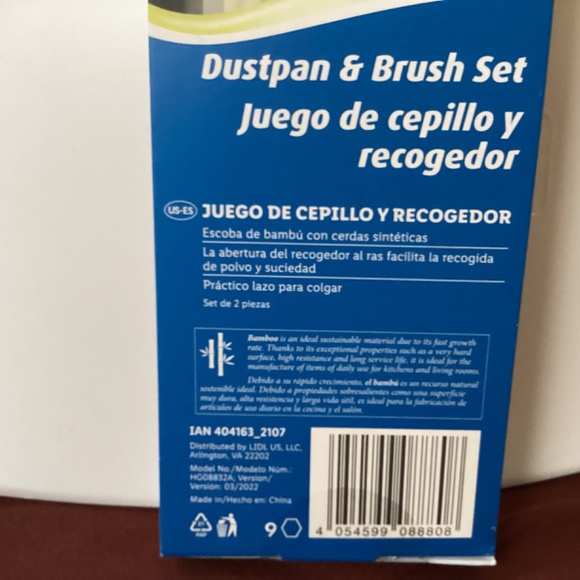 Dustpan & Brush Set
Juego de cepillo y
recogedor
US-ES JUEGO DE CEPILLO Y RECOGEDOR
Escoba de bambú con cerdas sintéticas
La abertura del recogedor al ras facilita la recogida
de polvo y suciedad
Práctico lazo para colgar
Set de 2 piezas
Bamboo is an ideal sustainable material due to its fast growth
rate. Thanks to its exceptional properties such as a very hard
surface, high resistance and long service life, it is ideal for the
manufacture of items of daily use for kitchens and living rooms.
Debido a su rápido crecimiento, el bambú es un recurso natural
sostenible ideal. Debido a propiedades sobresalientes como una superficie
muy dura, alta resistencia y larga vida útil, es ideal para la fabricación de
artículos de uso diario en la cocina y el salón.
IAN 404163_2107
Distributed by LIDL US, LLC,
Arlington, VA 22202
Model No./Modelo Núm.:
HG08832A; Version/
Versión: 03/2022
Made in/Hecho en: China
21
PAP
9
4 054599 088808